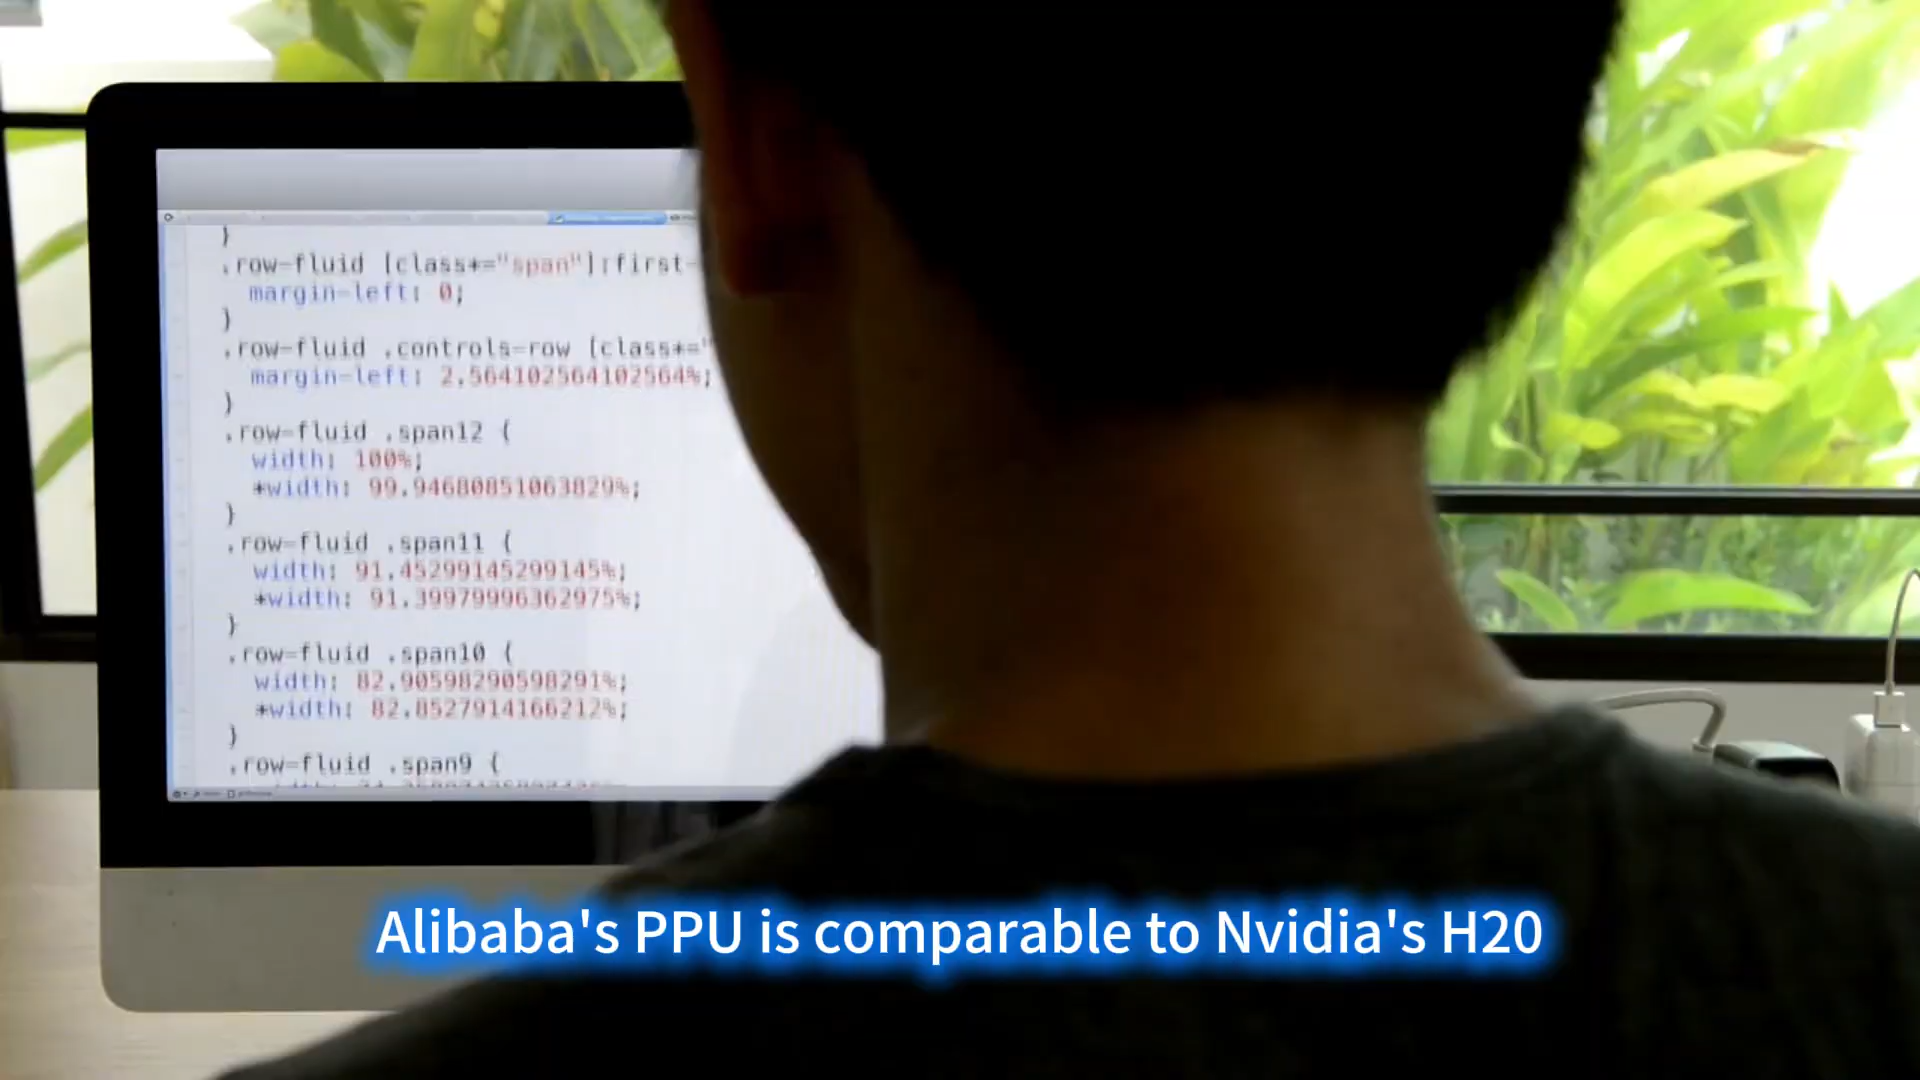 }
.row-fluid [class*="span"]:first-
margin-left: 0;
}
.row-fluid .controls-row [class*="
margin-left: 2.564102564102564%;
}
.row-fluid .span12 {
width: 100%;
*width: 99.94680851063829%;
}
.row-fluid .span11 {
width: 91.45299145299145%;
*width: 91.39979996362975%;
}
.row-fluid .span10 {
width: 82.90598290598291%;
*width: 82.8527914166212%;
}
.row-fluid .span9 {
Alibaba's PPU is comparable to Nvidia's H20